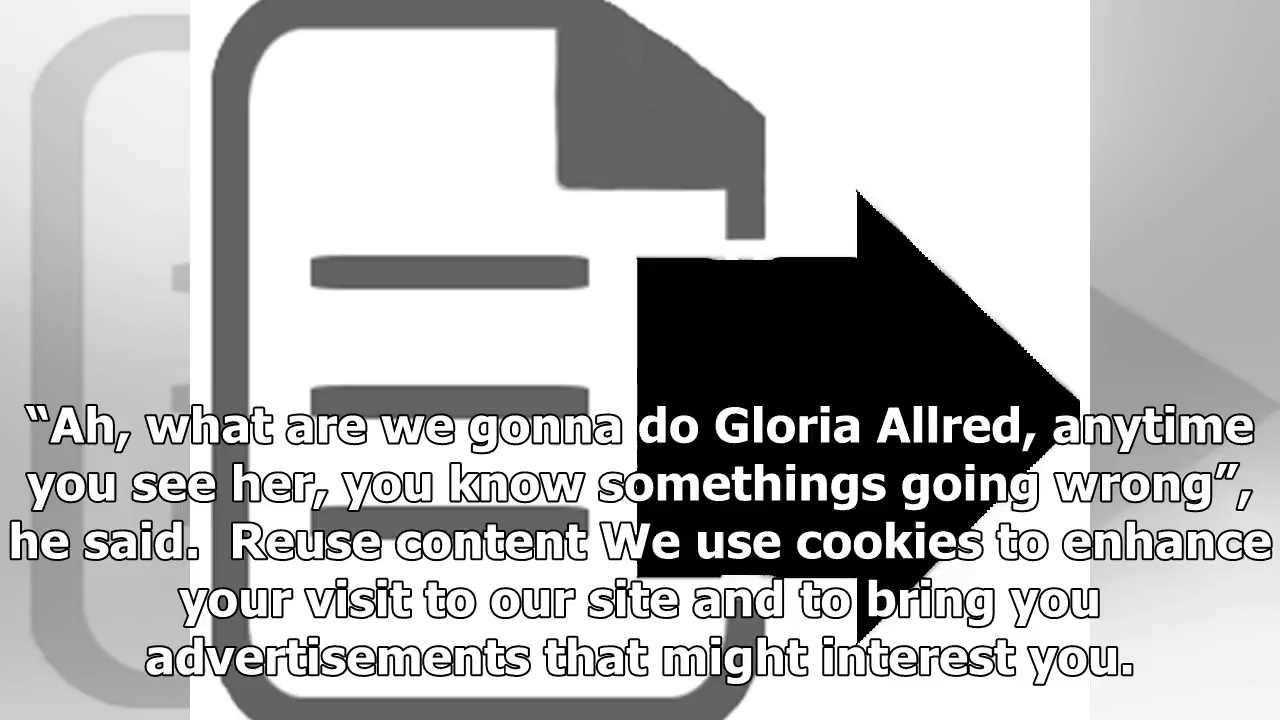 “Ah, what are we gonna do Gloria Allred, anytime
you see her, you know somethings going wrong”,
he said.  Reuse content We use cookies to enhance
your visit to our site and to bring you
advertisements that might interest you.